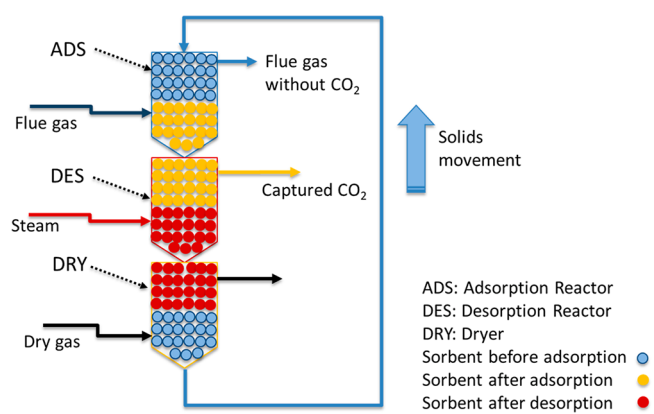 ADS
Flue gas
without CO₂
Flue gas
Solids
movement
DES
Captured CO₂
Steam
DRY
Dry gas
ADS: Adsorption Reactor
DES: Desorption Reactor
DRY: Dryer
Sorbent before adsorption
Sorbent after adsorption
Sorbent after desorption